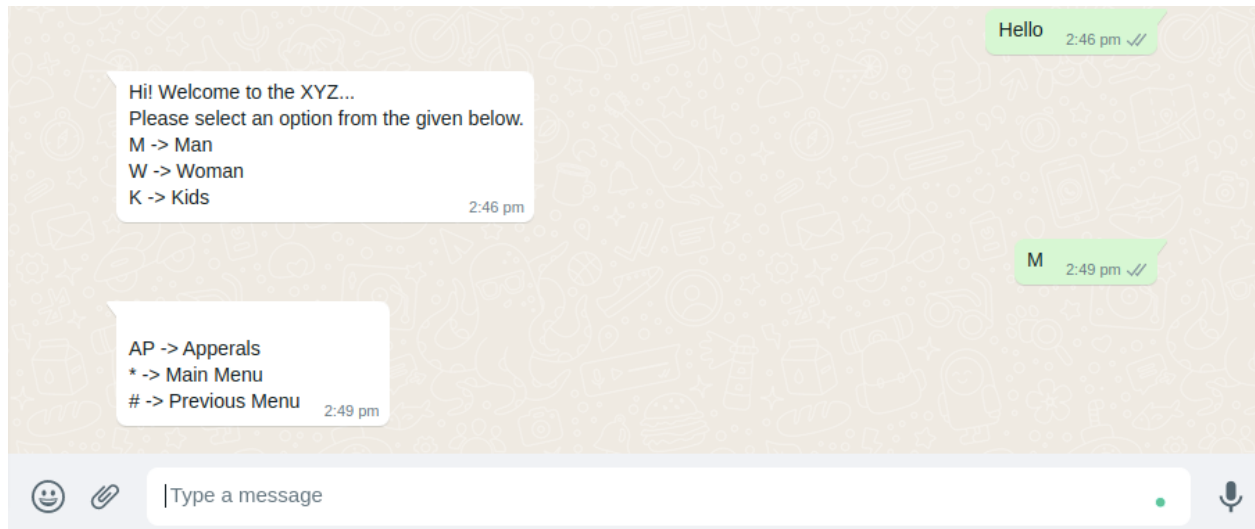 Hello
2:46 pm
Hi! Welcome to the XYZ...
Please select an option from the given below.
M -> Man
W -> Woman
K -> Kids
2:46 pm
M
2:49 pm
AP -> Apperals
* -> Main Menu
# -> Previous Menu
2:49 pm
Type a message